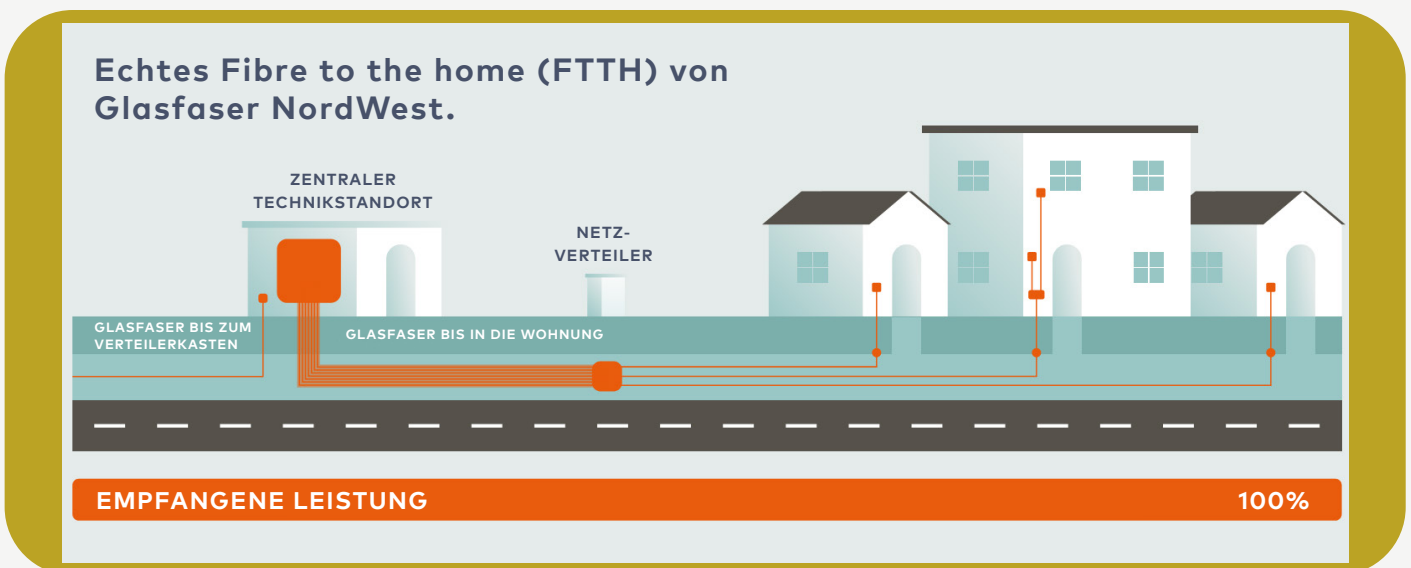 Echtes Fibre to the home (FTTH) von
Glasfaser NordWest.
ZENTRALER
TECHNIKSTANDORT
NETZ-
VERTEILER
GLASFASER BIS ZUM
VERTEILERKASTEN
GLASFASER BIS IN DIE WOHNUNG
EMPFANGENE LEISTUNG 100%